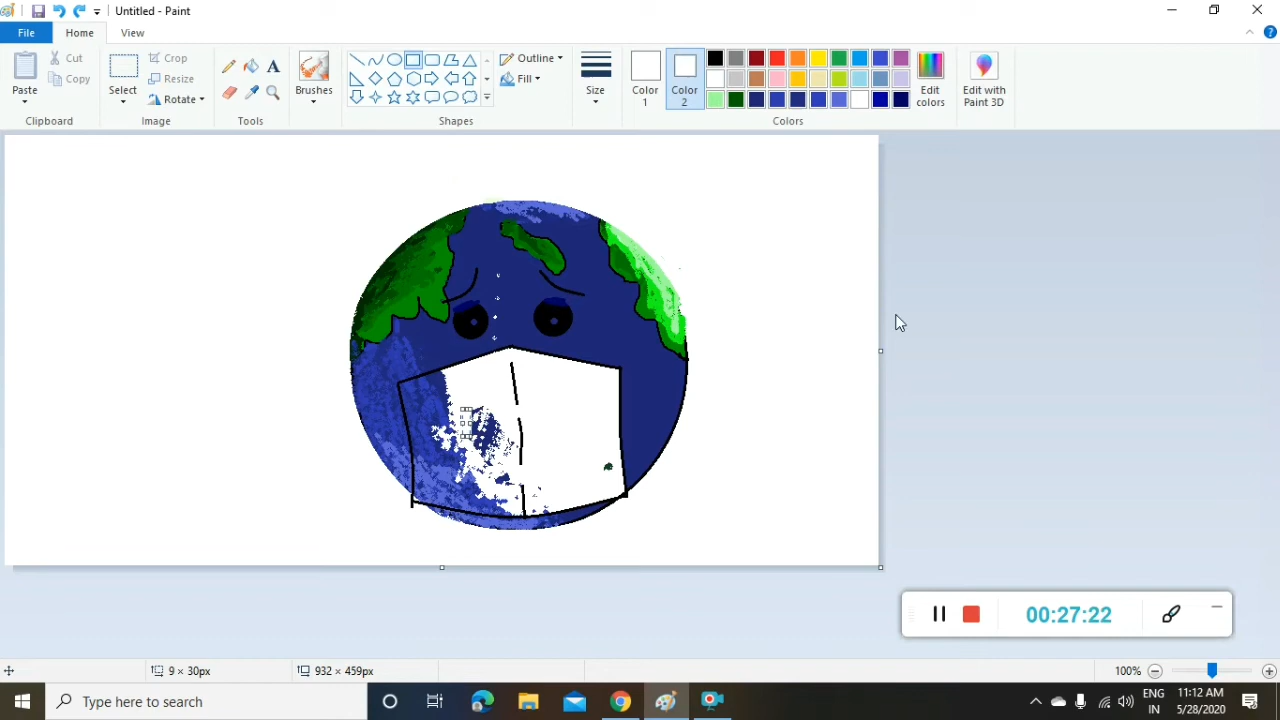 Untitled - Paint
File
Home
View
Paste
Cut
Copy
Clipboard
Select
Crop
Resize
Rotate
Image
Tools
A
Brushes
Shapes
Outline
Fill
Size
Color 1
Color 2
Colors
Edit colors
Edit with Paint 3D
00:27:22
9 × 30px
932 × 459px
100%
Type here to search
ENG
IN
11:12 AM
5/28/2020